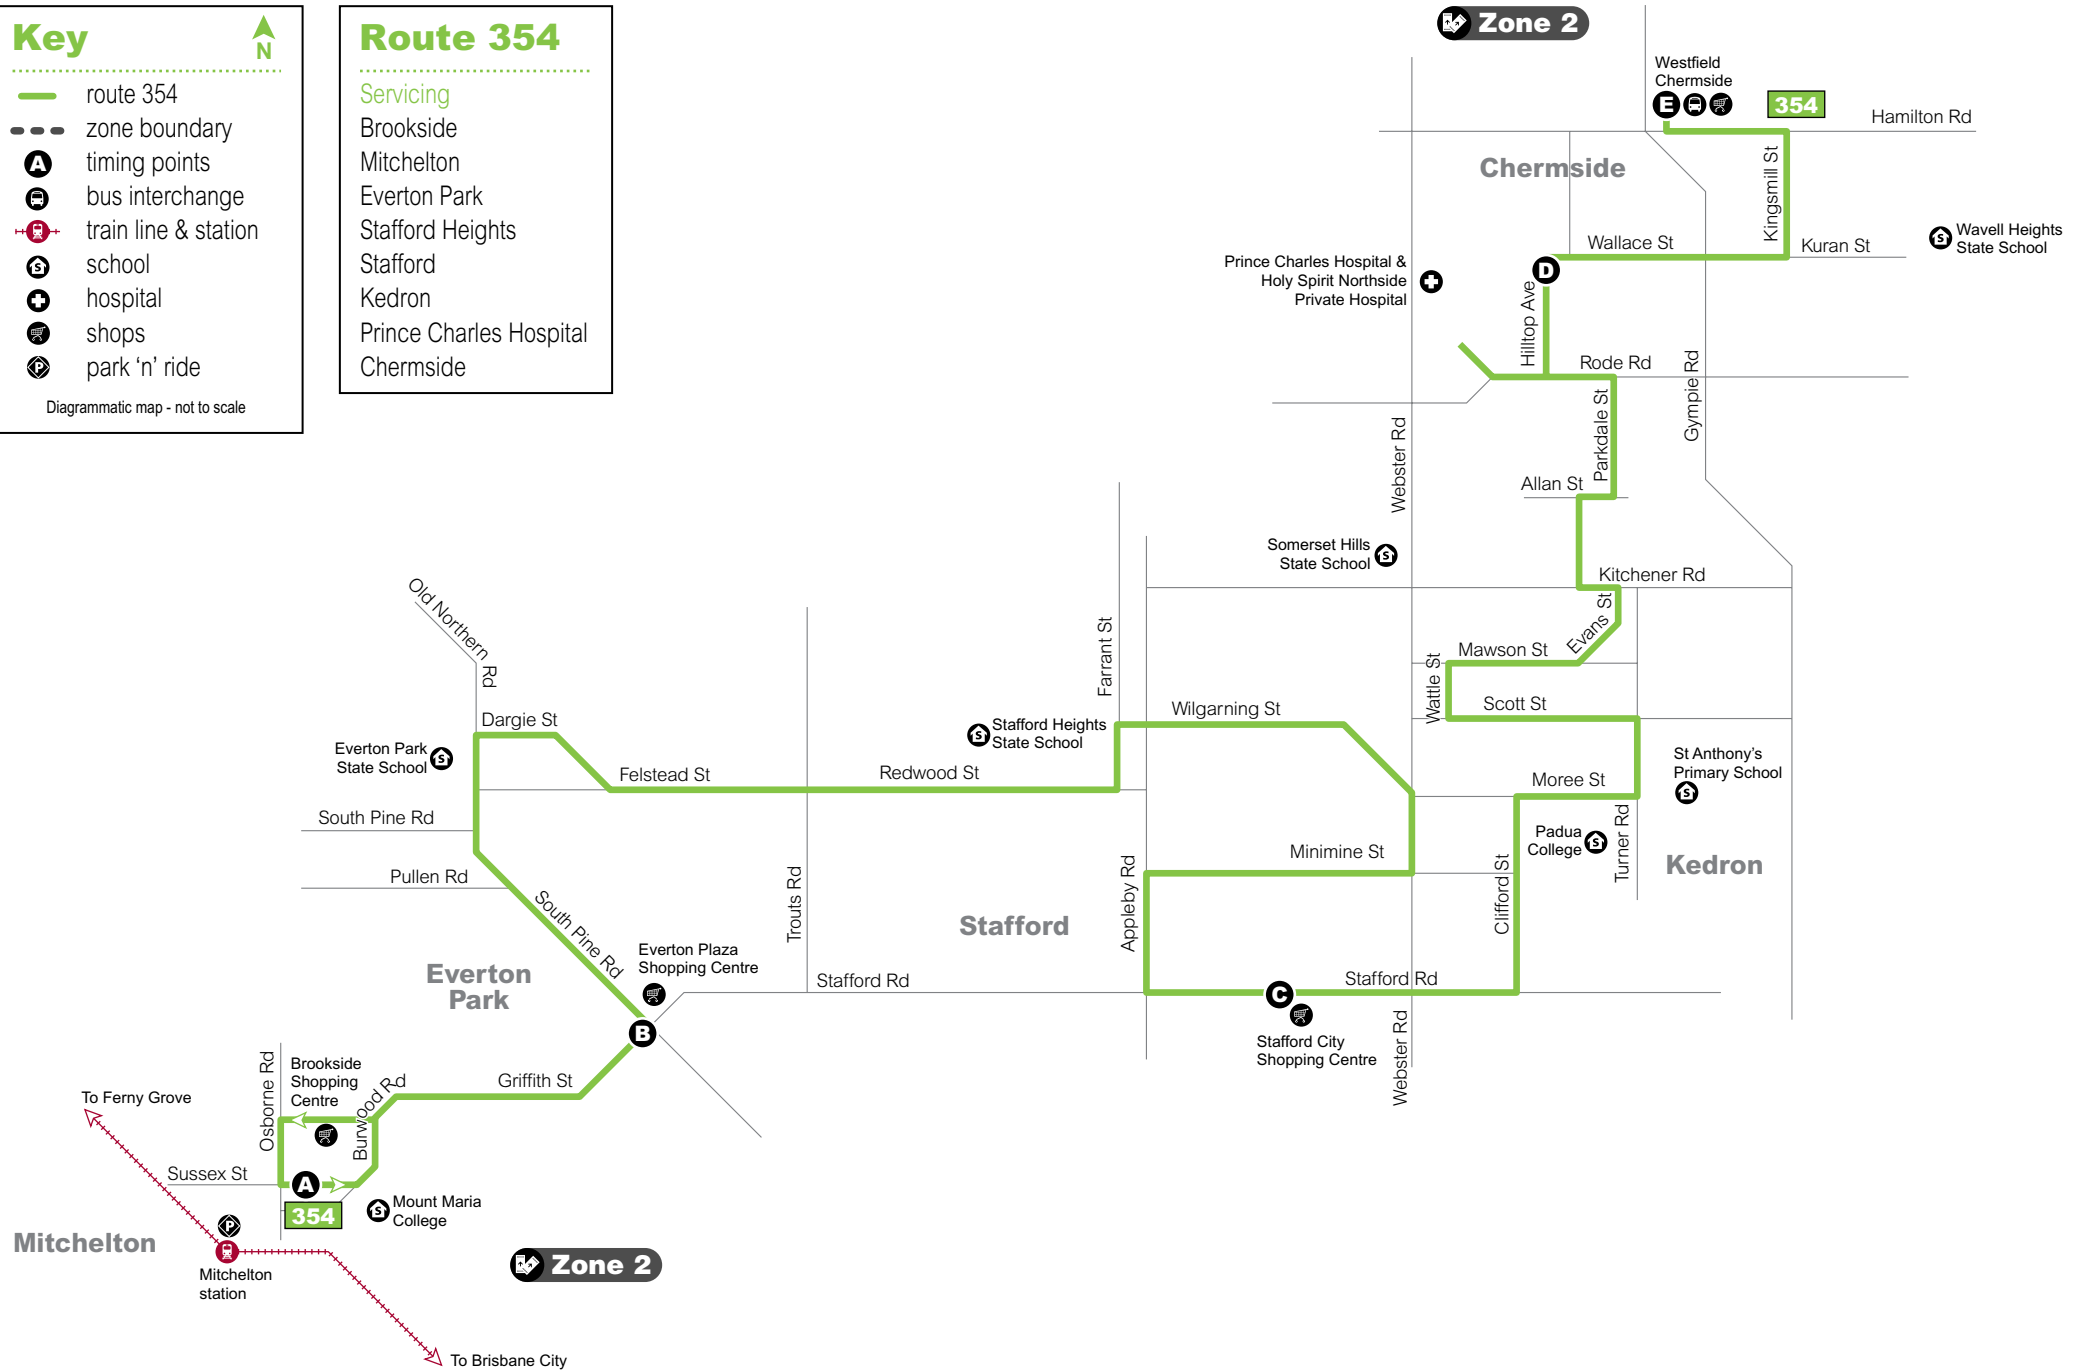 Key
N
route 354
zone boundary
A timing points
bus interchange
train line & station
S school
hospital
shops
P park ‘n’ ride
Diagrammatic map - not to scale
Route 354
Servicing
Brookside
Mitchelton
Everton Park
Stafford Heights
Stafford
Kedron
Prince Charles Hospital
Chermside
Zone 2
Westfield
Chermside
E
354
Hamilton Rd
Chermside
Kingsmill St
Wallace St
Kuran St
S
Wavell Heights
State School
Prince Charles Hospital &
Holy Spirit Northside
Private Hospital
D
Hilltop Ave
Rode Rd
Gympie Rd
Parkdale St
Webster Rd
Allan St
Somerset Hills
State School
S
Kitchener Rd
Evans St
Mawson St
Wattle St
Scott St
Old Northern
Rd
Farrant St
Wilgarning St
Dargie St
Stafford Heights
State School
S
Everton Park
State School
S
Felstead St
Redwood St
St Anthony’s
Primary School
S
Moree St
South Pine Rd
Turner Rd
Padua
College
S
Kedron
Minimine St
Clifford St
Appleby Rd
Pullen Rd
South Pine Rd
Trouts Rd
Stafford
Everton Plaza
Shopping Centre
Everton
Park
Stafford Rd
Stafford Rd
C
Stafford City
Shopping Centre
Webster Rd
B
Osborne Rd
Brookside
Shopping
Centre
Burwood Rd
Griffith St
To Ferny Grove
Sussex St
A
354
S
Mount Maria
College
Mitchelton
P
Mitchelton
station
Zone 2
To Brisbane City